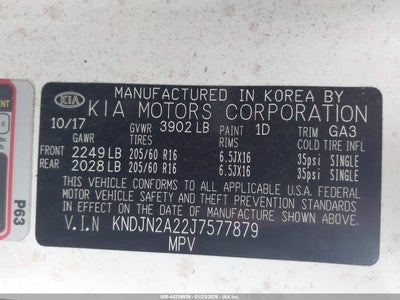 MANUFACTURED IN KOREA BY
KIA KIA MOTORS CORPORATION
10/17 GVWR 3902 LB PAINT 1D TRIM GA3
GAWR TIRES RIMS COLD TIRE INFL
FRONT 2249 LB 205/60 R16 6.5JX16 35psi SINGLE
REAR 2028 LB 205/60 R16 6.5JX16 35psi SINGLE
THIS VEHICLE CONFORMS TO ALL APPLICABLE U.S.A. FEDERAL
MOTOR VEHICLE SAFETY, BUMPER, AND THEFT PREVENTION
STANDARDS IN EFFECT ON THE DATE OF MANUFACTURE SHOWN ABOVE.
V.I.N KNDJN2A22J7577879
MPV
P63